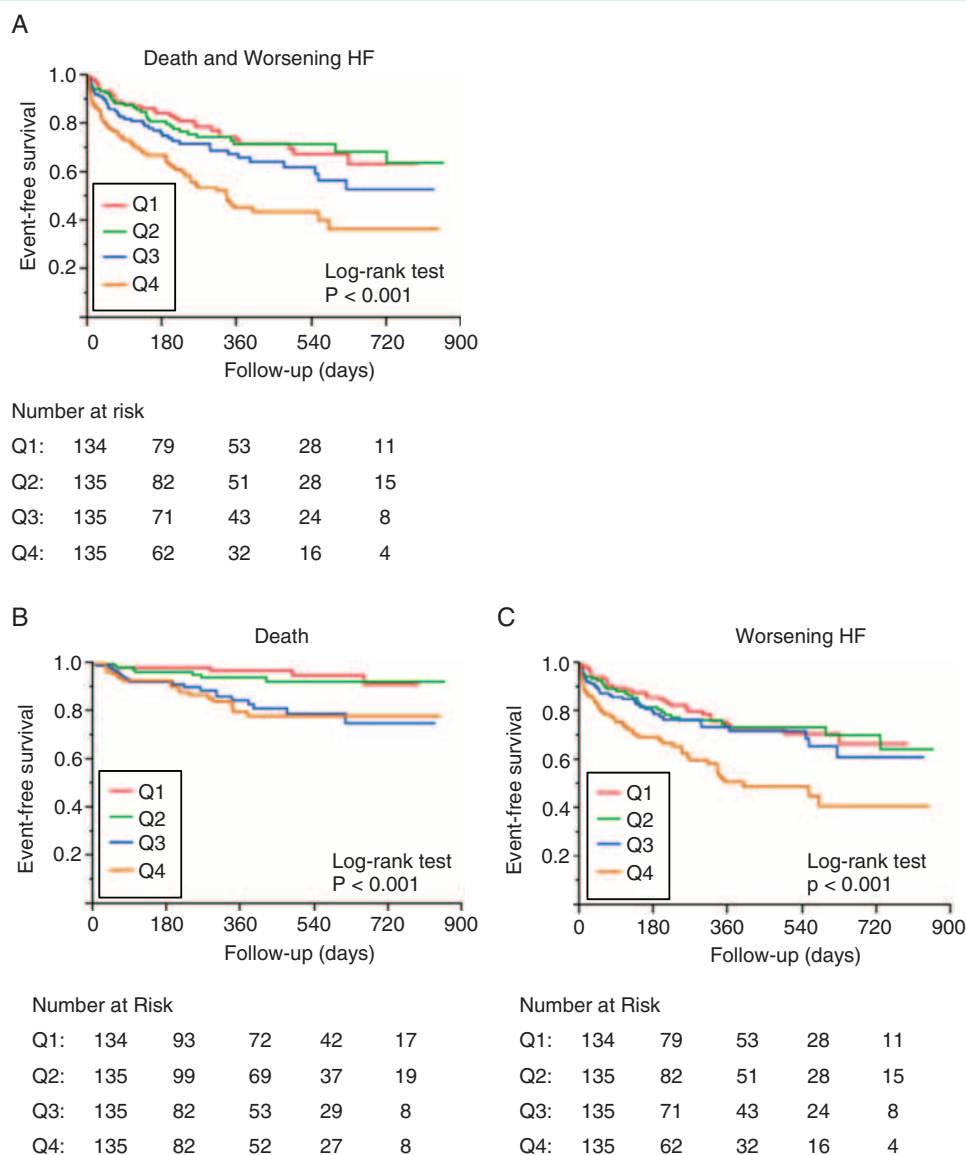 A
Death and Worsening HF
Event-free survival
1.0
0.8
0.6
0.4
0.2
Q1
Q2
Q3
Q4
Log-rank test
P < 0.001
0 180 360 540 720 900
Follow-up (days)
Number at risk
Q1: 134 79 53 28 11
Q2: 135 82 51 28 15
Q3: 135 71 43 24 8
Q4: 135 62 32 16 4
B
Death
Event-free survival
1.0
0.8
0.6
0.4
0.2
Q1
Q2
Q3
Q4
Log-rank test
P < 0.001
0 180 360 540 720 900
Follow-up (days)
Number at Risk
Q1: 134 93 72 42 17
Q2: 135 99 69 37 19
Q3: 135 82 53 29 8
Q4: 135 82 52 27 8
C
Worsening HF
Event-free survival
1.0
0.8
0.6
0.4
0.2
Q1
Q2
Q3
Q4
Log-rank test
p < 0.001
0 180 360 540 720 900
Follow-up (days)
Number at Risk
Q1: 134 79 53 28 11
Q2: 135 82 51 28 15
Q3: 135 71 43 24 8
Q4: 135 62 32 16 4